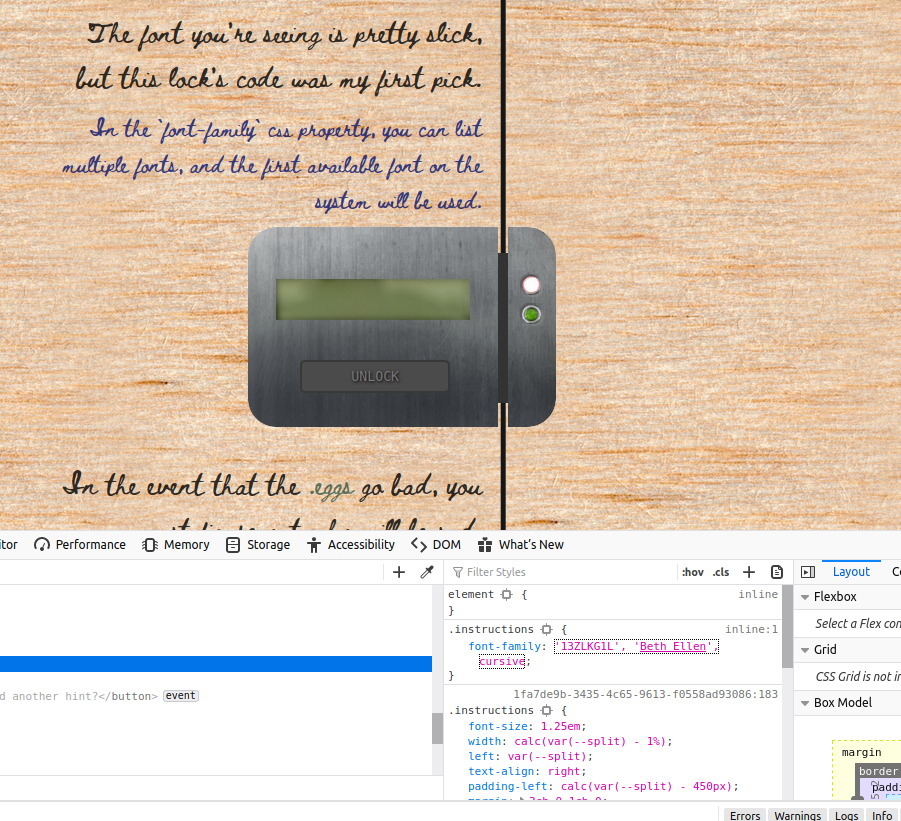 The font you're seeing is pretty slick,
but this lock's code was my first pick.
In the `font-family` css property, you can list
multiple fonts, and the first available font on the
system will be used.
UNLOCK
In the event that the .eggs go bad, you
will be
itor Performance Memory Storage Accessibility DOM What's New
Filter Styles :hov .cls Layout Co
element { inline
}
.instructions { inline:1
font-family: '13ZLKG1L', 'Beth Ellen',
cursive;
}
d another hint?</button> event
1fa7de9b-3435-4c65-9613-f0558ad93086:183
.instructions {
font-size: 1.25em;
width: calc(var(--split) - 1%);
left: var(--split);
text-align: right;
padding-left: calc(var(--split) - 450px);
Flexbox
Select a Flex con
Grid
CSS Grid is not in
Box Model
margin
border
paddi
Errors Warnings Logs Info